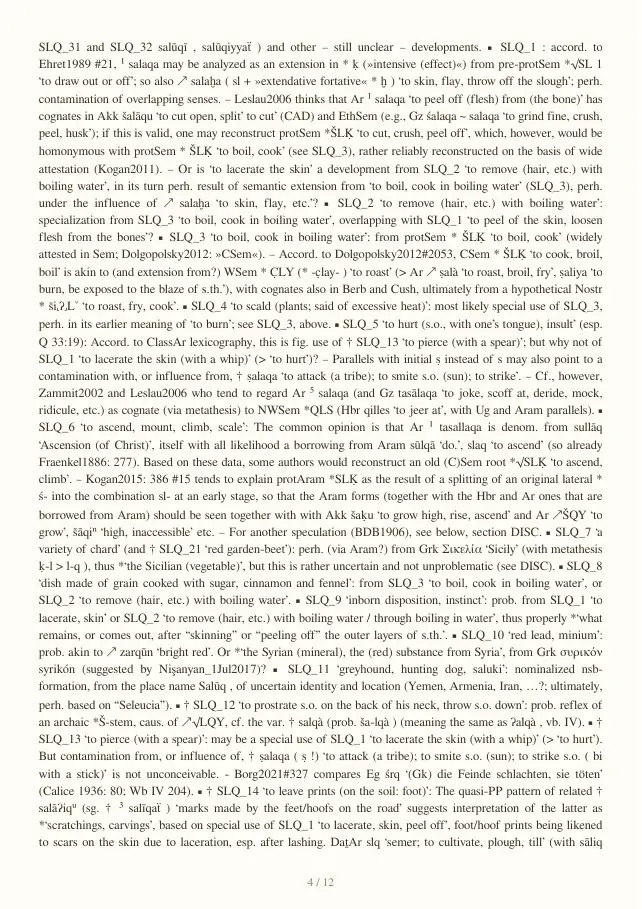 SLQ_31 and SLQ_32 salūqī , salūqiyyaẗ ) and other – still unclear – developments. ▪ SLQ_1 : accord. to
Ehret1989 #21, ¹ salaqa may be analyzed as an extension in * ḳ (»intensive (effect)«) from pre-protSem *√SL 1
‘to draw out or off’; so also ↗ salaḫa ( sl + »extendative fortative« * ḫ ) ‘to skin, flay, throw off the slough’; perh.
contamination of overlapping senses. – Leslau2006 thinks that Ar ¹ salaqa ‘to peel off (flesh) from (the bone)’ has
cognates in Akk šalāqu ‘to cut open, split’ to cut’ (CAD) and EthSem (e.g., Gz śalaqa ~ salaqa ‘to grind fine, crush,
peel, husk’); if this is valid, one may reconstruct protSem *ŠLḲ ‘to cut, crush, peel off’, which, however, would be
homonymous with protSem * ŠLḲ ‘to boil, cook’ (see SLQ_3), rather reliably reconstructed on the basis of wide
attestation (Kogan2011). – Or is ‘to lacerate the skin’ a development from SLQ_2 ‘to remove (hair, etc.) with
boiling water’, in its turn perh. result of semantic extension from ‘to boil, cook in boiling water’ (SLQ_3), perh.
under the influence of ↗ salaḫa ‘to skin, flay, etc.’? ▪ SLQ_2 ‘to remove (hair, etc.) with boiling water’:
specialization from SLQ_3 ‘to boil, cook in boiling water’, overlapping with SLQ_1 ‘to peel of the skin, loosen
flesh from the bones’? ▪ SLQ_3 ‘to boil, cook in boiling water’: from protSem * ŠLḲ ‘to boil, cook’ (widely
attested in Sem; Dolgopolsky2012: »CSem«). – Accord. to Dolgopolsky2012#2053, CSem * ŠLḲ ‘to cook, broil,
boil’ is akin to (and extension from?) WSem * C̣LY (* -c̣lay- ) ‘to roast’ (> Ar ↗ ṣalà ‘to roast, broil, fry’, ṣaliya ‘to
burn, be exposed to the blaze of s.th.’), with cognates also in Berb and Cush, ultimately from a hypothetical Nostr
‘to roast, fry, cook’. ▪ SLQ_4 ‘to scald (plants; said of excessive heat)’: most likely special use of SLQ_3,
perh. in its earlier meaning of ‘to burn’; see SLQ_3, above. ▪ SLQ_5 ‘to hurt (s.o., with one’s tongue), insult’ (esp.
Q 33:19): Accord. to ClassAr lexicography, this is fig. use of † SLQ_13 ‘to pierce (with a spear)’; but why not of
SLQ_1 ‘to lacerate the skin (with a whip)’ (> ‘to hurt’)? – Parallels with initial ṣ instead of s may also point to a
contamination with, or influence from, † ṣalaqa ‘to attack (a tribe); to smite s.o. (sun); to strike’. – Cf., however,
Zammit2002 and Leslau2006 who tend to regard Ar ⁵ salaqa (and Gz tasālaqa ‘to joke, scoff at, deride, mock,
ridicule, etc.) as cognate (via metathesis) to NWSem *QLS (Hbr qilles ‘to jeer at’, with Ug and Aram parallels). ▪
SLQ_6 ‘to ascend, mount, climb, scale’: The common opinion is that Ar ¹ tasallaqa is denom. from sullāq
‘Ascension (of Christ)’, itself with all likelihood a borrowing from Aram sūlqā ‘do.’, slaq ‘to ascend’ (so already
Fraenkel1886: 277). Based on these data, some authors would reconstruct an old (C)Sem root *√SLḲ ‘to ascend,
climb’. – Kogan2015: 386 #15 tends to explain protAram *SLḲ as the result of a splitting of an original lateral *
ś- into the combination sl- at an early stage, so that the Aram forms (together with the Hbr and Ar ones that are
borrowed from Aram) should be seen together with with Akk šaḳu ‘to grow high, rise, ascend’ and Ar ↗ŠQY ‘to
grow’, šāqiⁿ ‘high, inaccessible’ etc. – For another speculation (BDB1906), see below, section DISC. ▪ SLQ_7 ‘a
variety of chard’ (and † SLQ_21 ‘red garden-beet’): perh. (via Aram?) from Grk Σικελία ‘Sicily’ (with metathesis
ḳ-l > l-q ), thus *‘the Sicilian (vegetable)’, but this is rather uncertain and not unproblematic (see DISC). ▪ SLQ_8
‘dish made of grain cooked with sugar, cinnamon and fennel’: from SLQ_3 ‘to boil, cook in boiling water’, or
SLQ_2 ‘to remove (hair, etc.) with boiling water’. ▪ SLQ_9 ‘inborn disposition, instinct’: prob. from SLQ_1 ‘to
lacerate, skin’ or SLQ_2 ‘to remove (hair, etc.) with boiling water / through boiling in water’, thus properly *‘what
remains, or comes out, after “skinning” or “peeling off” the outer layers of s.th.’. ▪ SLQ_10 ‘red lead, minium’:
prob. akin to ↗ zarqūn ‘bright red’. Or *‘the Syrian (mineral), the (red) substance from Syria’, from Grk συρικόν
syrikón (suggested by Nişanyan_1Jul2017)? ▪ SLQ_11 ‘greyhound, hunting dog, saluki’: nominalized nsb-
formation, from the place name Salūq , of uncertain identity and location (Yemen, Armenia, Iran, …?; ultimately,
perh. based on “Seleucia”). ▪ † SLQ_12 ‘to prostrate s.o. on the back of his neck, throw s.o. down’: prob. reflex of
an archaic *Š-stem, caus. of ↗√LQY, cf. the var. † salqà (prob. ša-lqà ) (meaning the same as ʔalqà , vb. IV). ▪ †
SLQ_13 ‘to pierce (with a spear)’: may be a special use of SLQ_1 ‘to lacerate the skin (with a whip)’ (> ‘to hurt’).
But contamination from, or influence of, † ṣalaqa ( ṣ !) ‘to attack (a tribe); to smite s.o. (sun); to strike s.o. ( bi
with a stick)’ is not unconceivable. - Borg2021#327 compares Eg śrq ‘(Gk) die Feinde schlachten, sie töten’
(Calice 1936: 80; Wb IV 204). ▪ † SLQ_14 ‘to leave prints (on the soil: foot)’: The quasi-PP pattern of related †
salāʔiqᵘ (sg. † ³ salīqaẗ ) ‘marks made by the feet/hoofs on the road’ suggests interpretation of the latter as
*‘scratchings, carvings’, based on special use of SLQ_1 ‘to lacerate, skin, peel off’, foot/hoof prints being likened
to scars on the skin due to laceration, esp. after lashing. DaṯAr slq ‘semer; to cultivate, plough, till’ (with sāliq
4 / 12